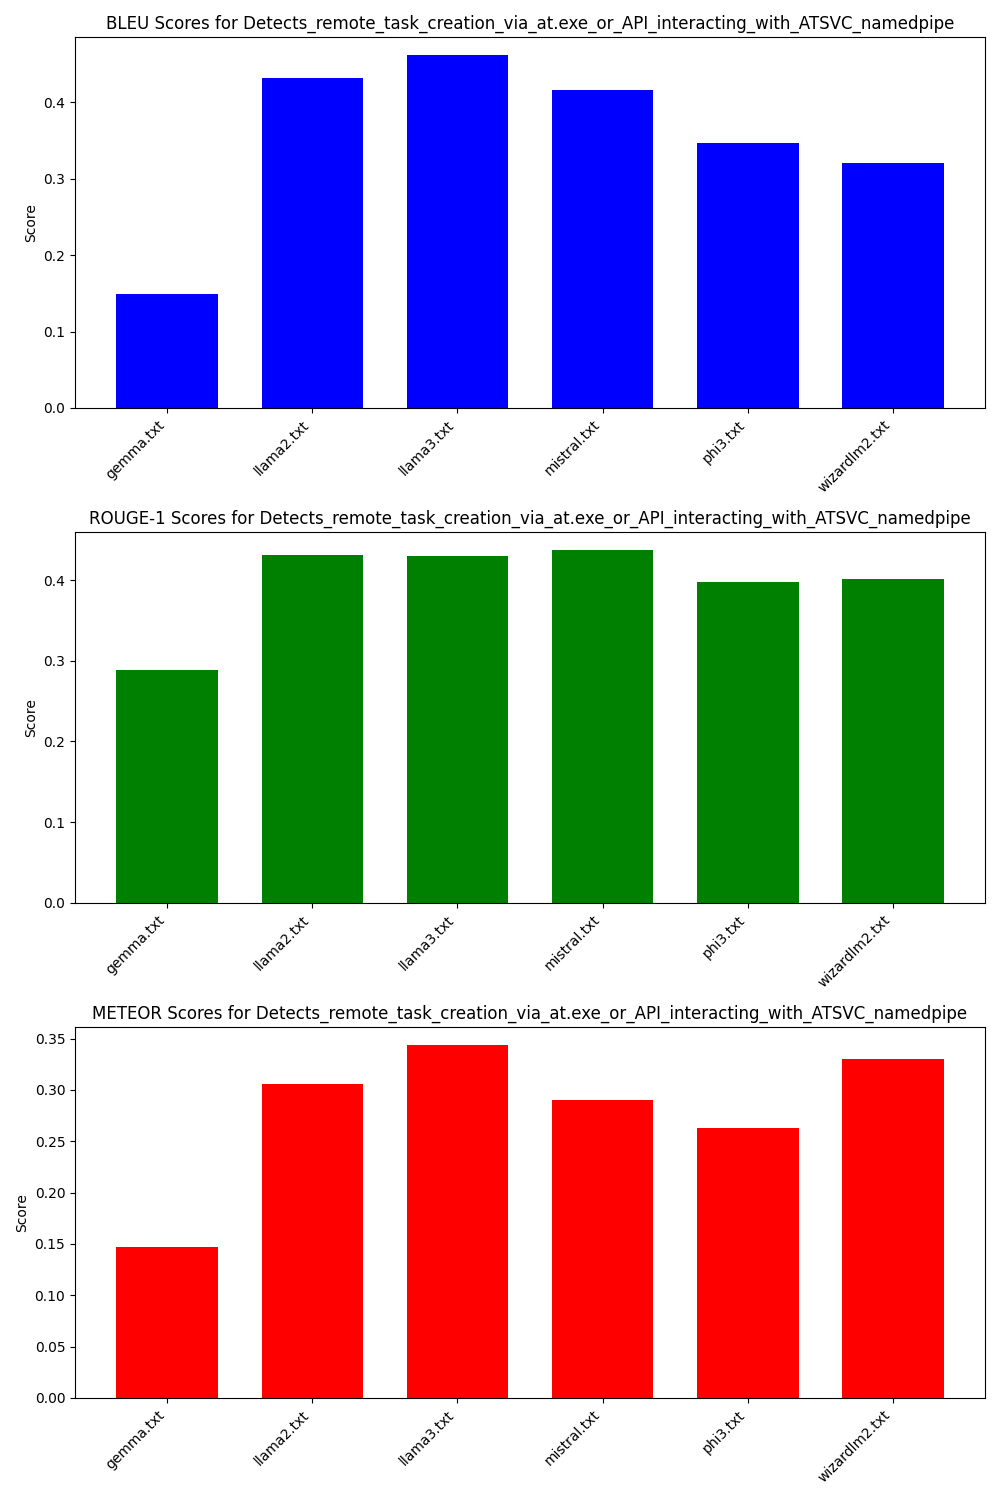 BLEU Scores for Detects_remote_task_creation_via_at.exe_or_API_interacting_with_ATSVC_namedpipe
Score
0.4
0.3
0.2
0.1
0.0
gemma.txt
llama2.txt
llama3.txt
mistral.txt
phi3.txt
wizardlm2.txt
ROUGE-1 Scores for Detects_remote_task_creation_via_at.exe_or_API_interacting_with_ATSVC_namedpipe
Score
0.4
0.3
0.2
0.1
0.0
gemma.txt
llama2.txt
llama3.txt
mistral.txt
phi3.txt
wizardlm2.txt
METEOR Scores for Detects_remote_task_creation_via_at.exe_or_API_interacting_with_ATSVC_namedpipe
Score
0.35
0.30
0.25
0.20
0.15
0.10
0.05
0.00
gemma.txt
llama2.txt
llama3.txt
mistral.txt
phi3.txt
wizardlm2.txt